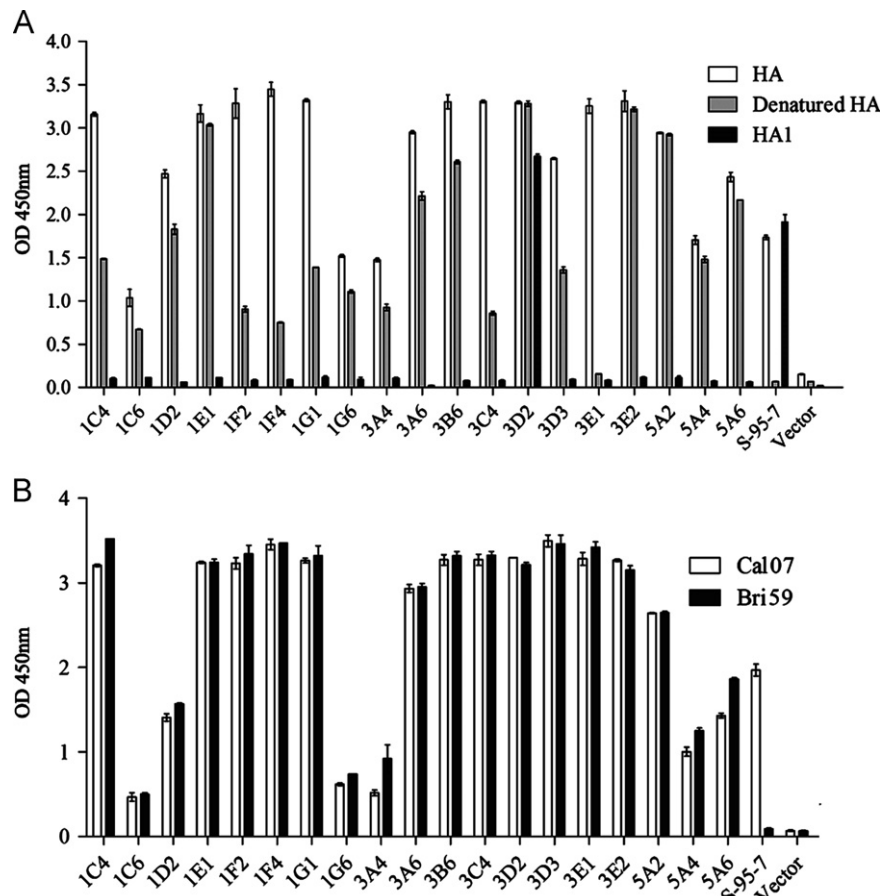 A
4.0
3.5
3.0
2.5
2.0
1.5
1.0
0.5
0.0
OD 450nm
HA
Denatured HA
HA1
1C4 1C6 1D2 1E1 1F2 1F4 1G1 1G6 3A4 3A6 3B6 3C4 3D2 3D3 3E1 3E2 5A2 5A4 5A6 S-95-7 Vector
B
4
3
2
1
0
OD 450nm
Cal07
Bri59
1C4 1C6 1D2 1E1 1F2 1F4 1G1 1G6 3A4 3A6 3B6 3C4 3D2 3D3 3E1 3E2 5A2 5A4 5A6 S-95-7 Vector